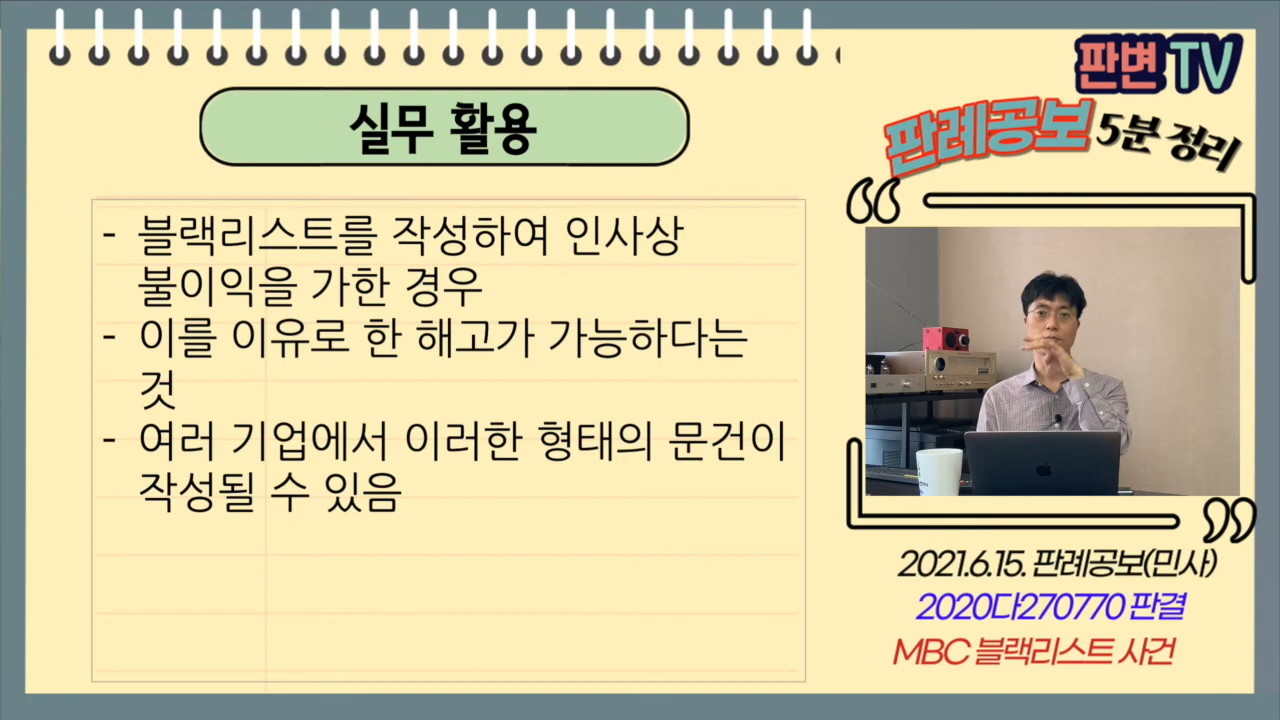 판변 TV
판례공보 5분 정리
실무 활용
- 블랙리스트를 작성하여 인사상
불이익을 가한 경우
- 이를 이유로 한 해고가 가능하다는
것
- 여러 기업에서 이러한 형태의 문건이
작성될 수 있음
2021.6.15. 판례공보(민사)
2020다270770 판결
MBC 블랙리스트 사건